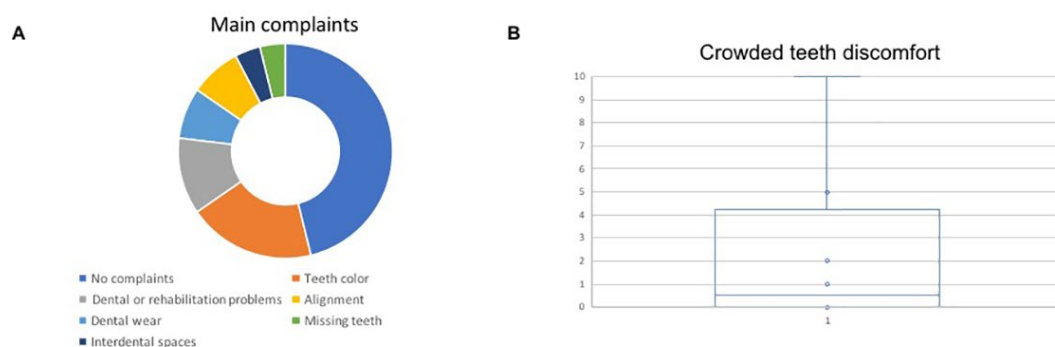 A
Main complaints
No complaints
Teeth color
Dental or rehabilitation problems
Alignment
Dental wear
Missing teeth
Interdental spaces
B
Crowded teeth discomfort
10
9
8
7
6
5
4
3
2
1
0
1